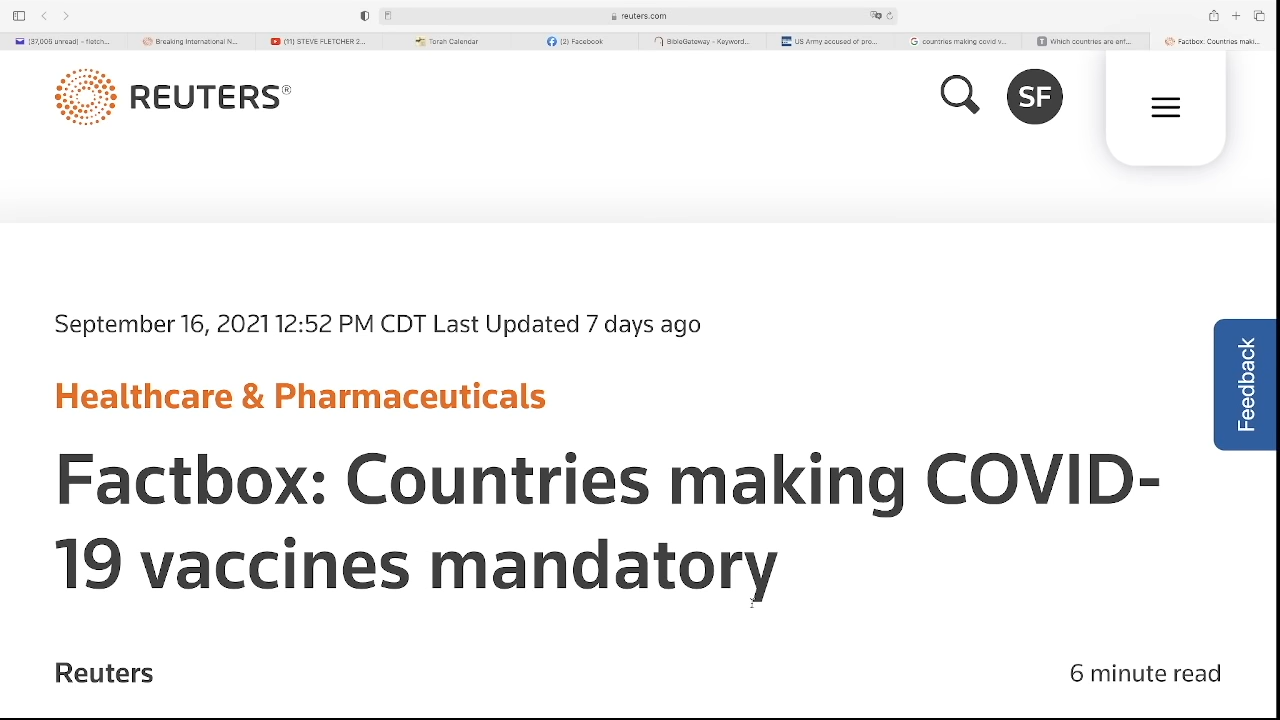 reuters.com
(37,006 unread) – fletch...
Breaking International N...
(11) STEVE FLETCHER 2...
Torah Calendar
(2) Facebook
BibleGateway - Keyword...
US Army accused of pro...
countries making covid v...
Which countries are enf...
Factbox: Countries maki...
REUTERS®
SF
September 16, 2021 12:52 PM CDT Last Updated 7 days ago
Feedback
Healthcare & Pharmaceuticals
Factbox: Countries making COVID-
19 vaccines mandatory
Reuters
6 minute read